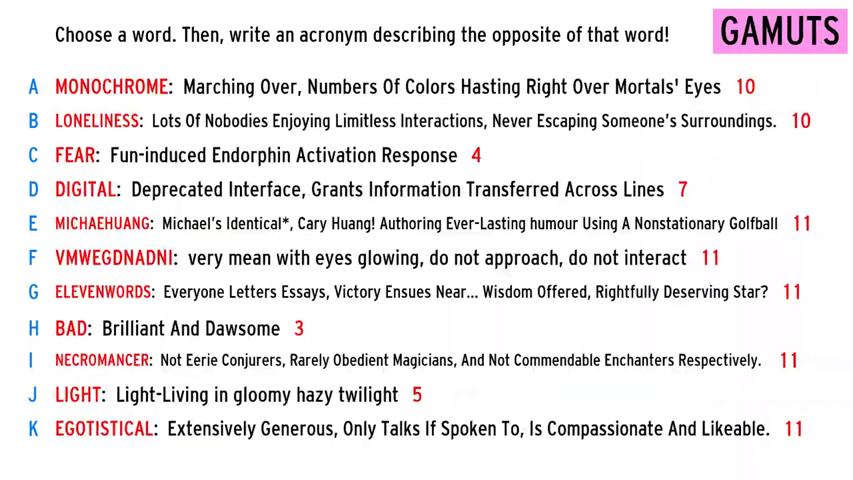 Choose a word. Then, write an acronym describing the opposite of that word!
GAMUTS
A MONOCHROME: Marching Over, Numbers Of Colors Hasting Right Over Mortals' Eyes 10
B LONELINESS: Lots Of Nobodies Enjoying Limitless Interactions, Never Escaping Someone's Surroundings. 10
C FEAR: Fun-induced Endorphin Activation Response 4
D DIGITAL: Deprecated Interface, Grants Information Transferred Across Lines 7
E MICHAEHUANG: Michael's Identical*, Cary Huang! Authoring Ever-Lasting humour Using A Nonstationary Golfball 11
F VMWEGDNADNI: very mean with eyes glowing, do not approach, do not interact 11
G ELEVENWORDS: Everyone Letters Essays, Victory Ensues Near... Wisdom Offered, Rightfully Deserving Star? 11
H BAD: Brilliant And Dawsome 3
I NECROMANCER: Not Eerie Conjurers, Rarely Obedient Magicians, And Not Commendable Enchanters Respectively. 11
J LIGHT: Light-Living in gloomy hazy twilight 5
K EGOTISTICAL: Extensively Generous, Only Talks If Spoken To, Is Compassionate And Likeable. 11